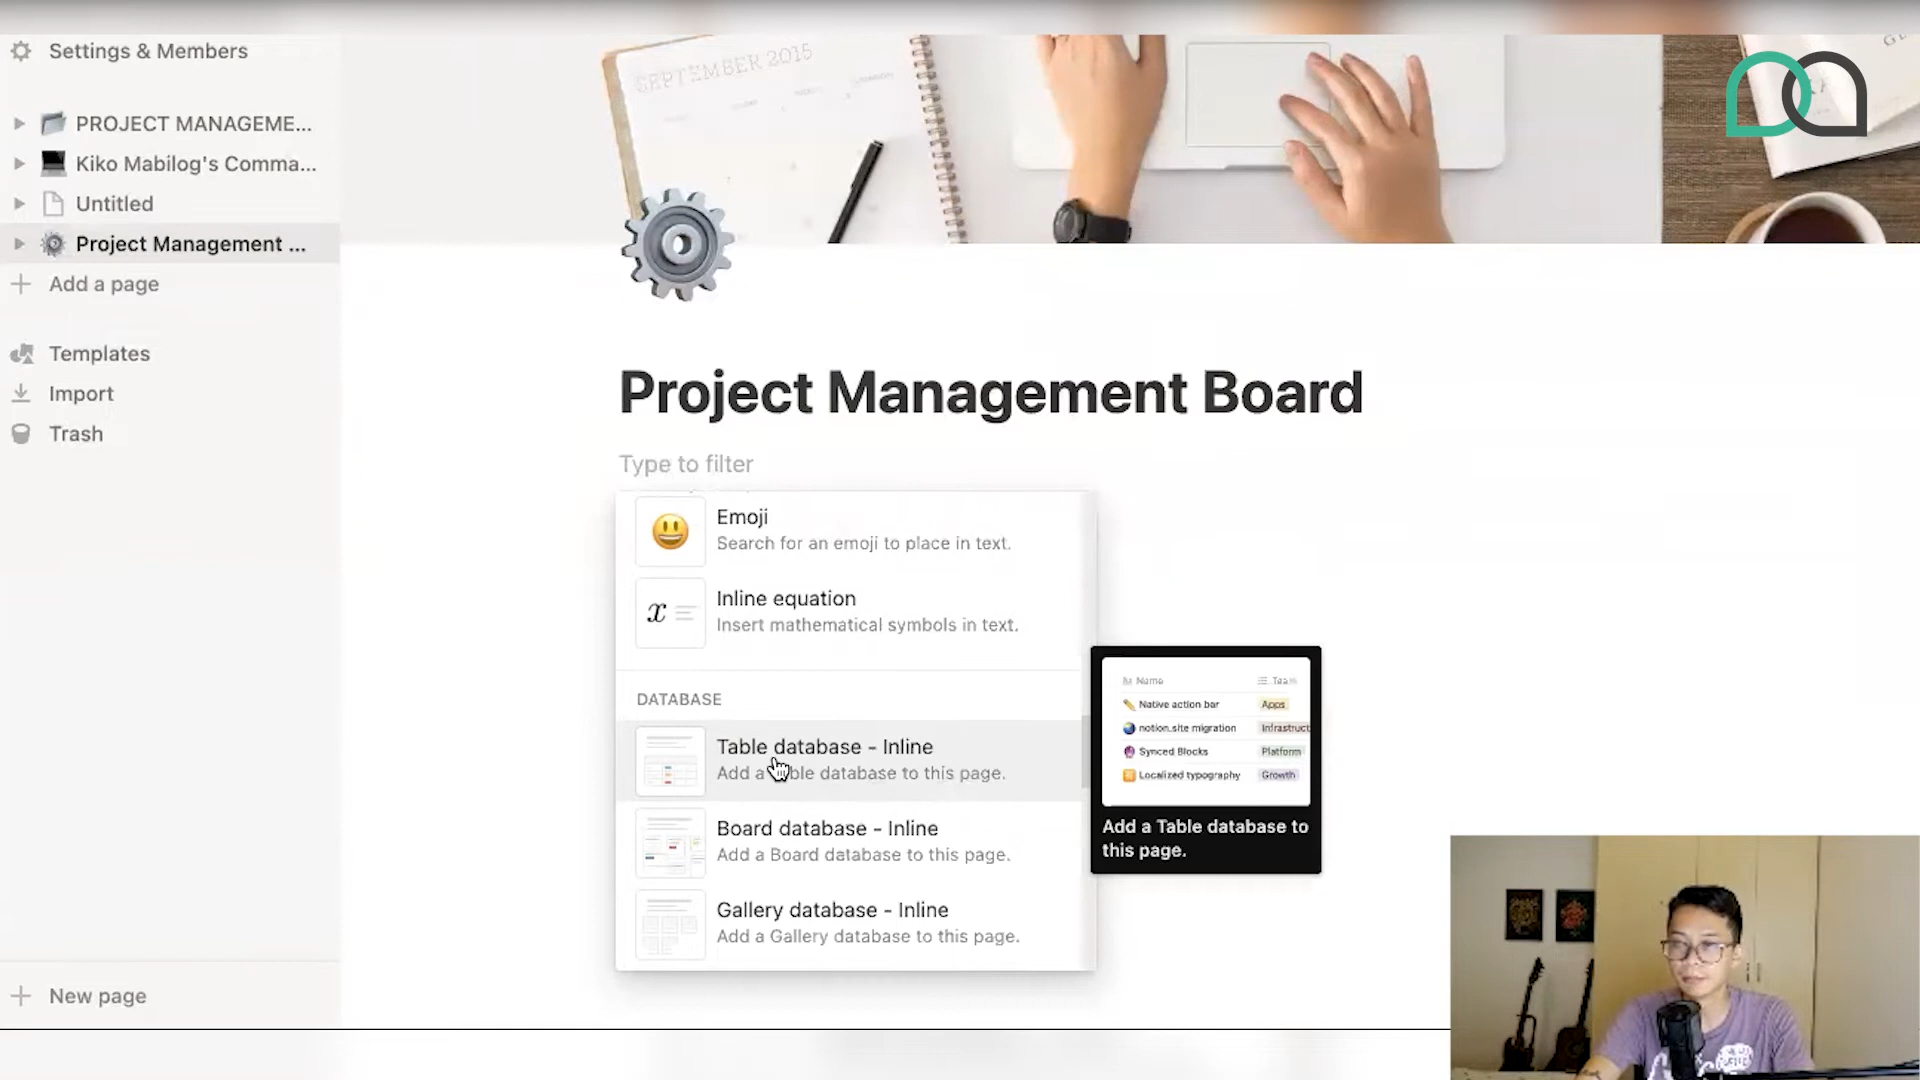 Settings & Members
PROJECT MANAGEME...
Kiko Mabilog's Comma...
Untitled
Project Management ...
Add a page
Templates
Import
Trash
New page
SEPTEMBER 2015
Project Management Board
Type to filter
Emoji
Search for an emoji to place in text.
Inline equation
Insert mathematical symbols in text.
DATABASE
Table database - Inline
Add a Table database to this page.
Board database - Inline
Add a Board database to this page.
Gallery database - Inline
Add a Gallery database to this page.
Name
Team
Native action bar
Apps
notion.site migration
Infrastruct
Synced Blocks
Platform
Localized typography
Growth
Add a Table database to
this page.